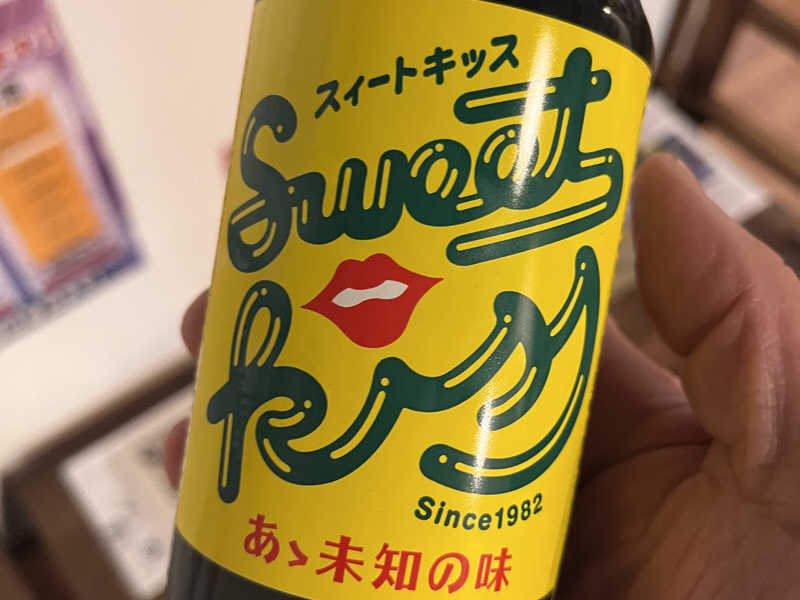 スィートキッス
Sweet
Kiss
Since1982
あゝ未知の味